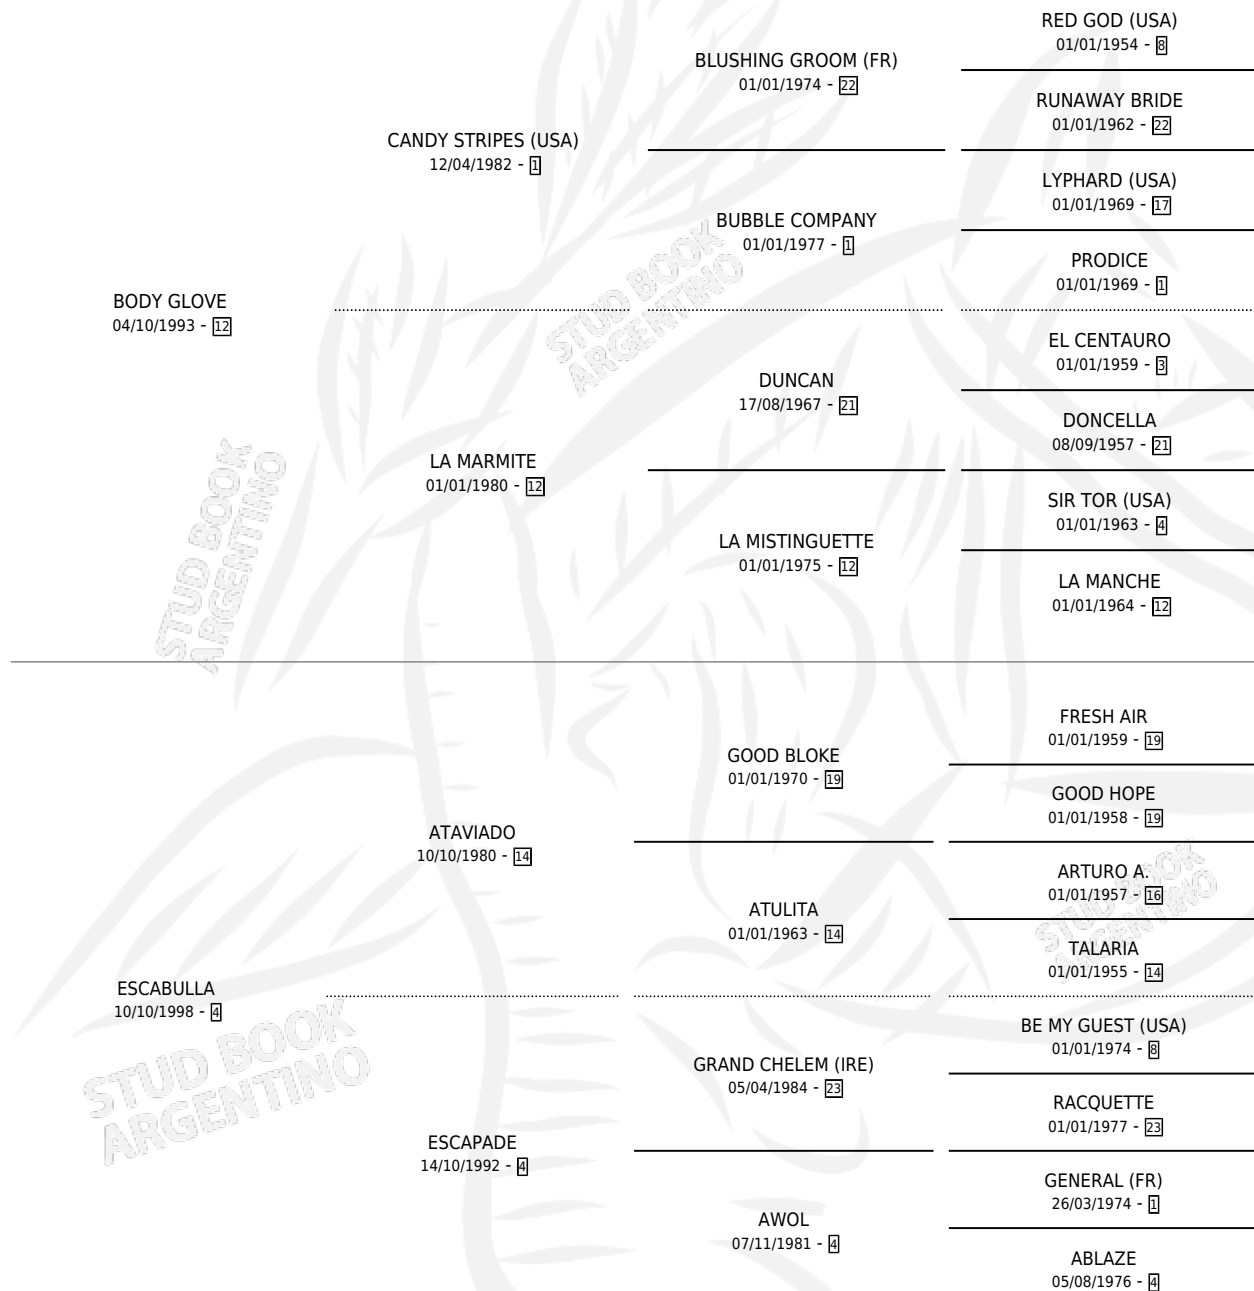 RED GOD (USA)
01/01/1954 - 8
BLUSHING GROOM (FR)
01/01/1974 - 22
RUNAWAY BRIDE
01/01/1962 - 22
CANDY STRIPES (USA)
12/04/1982 - 1
LYPHARD (USA)
01/01/1969 - 17
BUBBLE COMPANY
01/01/1977 - 1
PRODICE
01/01/1969 - 1
BODY GLOVE
04/10/1993 - 12
STUD BOOK
ARGENTINO
EL CENTAURO
01/01/1959 - 3
DUNCAN
17/08/1967 - 21
DONCELLA
08/09/1957 - 21
LA MARMITE
01/01/1980 - 12
SIR TOR (USA)
01/01/1963 - 4
LA MISTINGUETTE
01/01/1975 - 12
LA MANCHE
01/01/1964 - 12
STUD BOOK
ARGENTINO
FRESH AIR
01/01/1959 - 19
GOOD BLOKE
01/01/1970 - 19
GOOD HOPE
01/01/1958 - 19
ATAVIADO
10/10/1980 - 14
ARTURO A.
01/01/1957 - 16
ATULITA
01/01/1963 - 14
STUD BOOK
ARGENTINO
TALARIA
01/01/1955 - 14
ESCABULLA
10/10/1998 - 4
BE MY GUEST (USA)
01/01/1974 - 8
GRAND CHELEM (IRE)
05/04/1984 - 23
STUD BOOK
ARGENTINO
RACQUETTE
01/01/1977 - 23
ESCAPADE
14/10/1992 - 4
GENERAL (FR)
26/03/1974 - 1
AWOL
07/11/1981 - 4
ABLAZE
05/08/1976 - 4